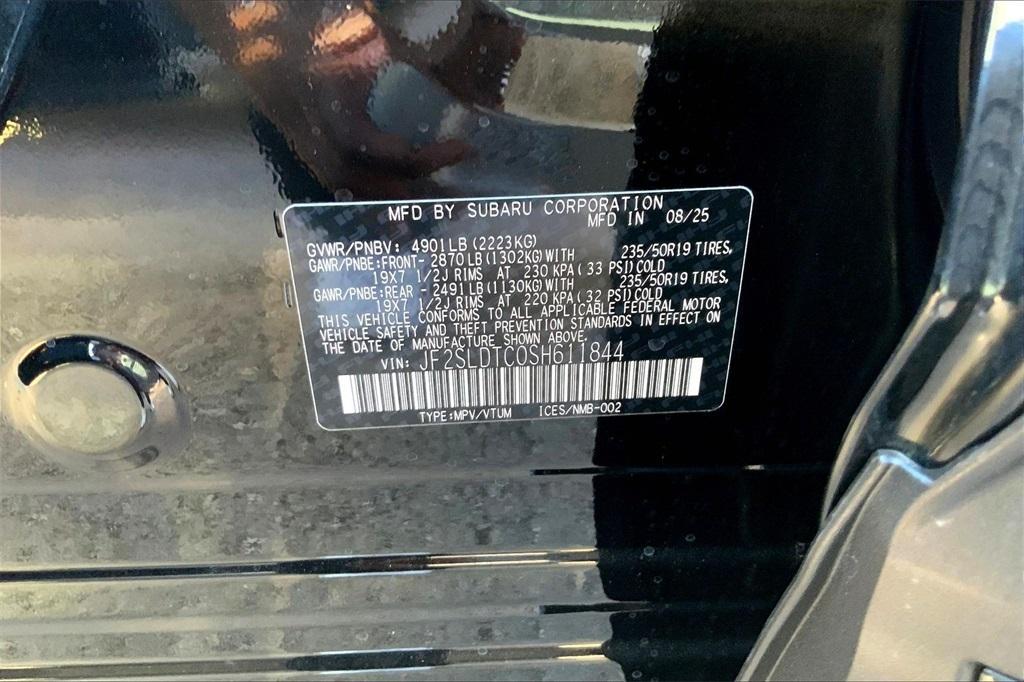 MFD BY SUBARU CORPORATION
MFD IN 08/25
GVWR/PNBV: 4901LB (2223KG)
GAWR/PNBE:FRONT- 2870LB(1302KG)WITH 235/50R19 TIRES,
19X7 1/2J RIMS AT 230 KPA(33 PSI)COLD
GAWR/PNBE:REAR - 2491LB(1130KG)WITH 235/50R19 TIRES,
19X7 1/2J RIMS AT 220 KPA(32 PSI)COLD
THIS VEHICLE CONFORMS TO ALL APPLICABLE FEDERAL MOTOR
VEHICLE SAFETY AND THEFT PREVENTION STANDARDS IN EFFECT ON
THE DATE OF MANUFACTURE SHOWN ABOVE.
VIN: JF2SLDTC0SH611844
TYPE:MPV/VTUM ICES/NMB-002